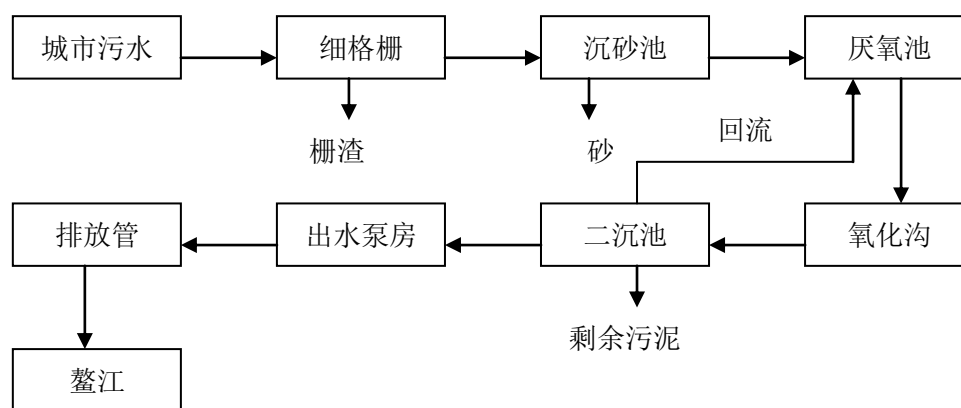 城市污水
细格栅
沉砂池
厌氧池
栅渣
砂
回流
排放管
出水泵房
二沉池
氧化沟
剩余污泥
鳌江